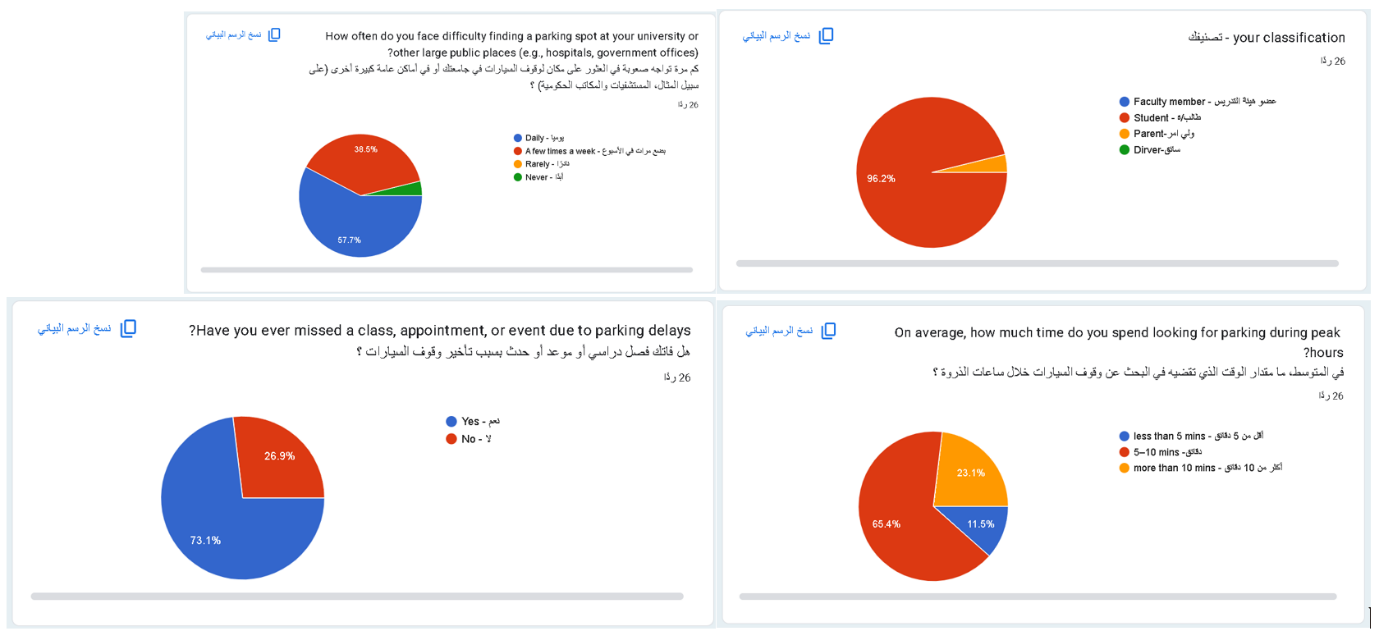 How often do you face difficulty finding a parking spot at your university or
?other large public places (e.g., hospitals, government offices)
كم مرة تواجه صعوبة في العثور على مكان لوقوف السيارات في جامعتك أو في أماكن عامة كبيرة أخرى (على
سبيل المثال، المستشفيات والمكاتب الحكومية) ؟
نسخ الرسم البياني
26 ردًا
Daily - يوميا
A few times a week - بضع مرات في الأسبوع
Rarely - نادرًا
Never - أبدًا
38.5%
57.7%
your classification - تصنيفك
نسخ الرسم البياني
26 ردًا
Faculty member - عضو هيئة التدريس
Student - طالب/ة
Parent-ولي امر
Dirver-سائق
96.2%
?Have you ever missed a class, appointment, or event due to parking delays
هل فاتك فصل دراسي أو موعد أو حدث بسبب تأخير وقوف السيارات ؟
نسخ الرسم البياني
26 ردًا
Yes - نعم
No - لا
26.9%
73.1%
On average, how much time do you spend looking for parking during peak
?hours
في المتوسط، ما مقدار الوقت الذي تقضيه في البحث عن وقوف السيارات خلال ساعات الذروة ؟
نسخ الرسم البياني
26 ردًا
less than 5 mins - أقل من 5 دقائق
5–10 mins -دقائق
more than 10 mins - أكثر من 10 دقائق
23.1%
65.4%
11.5%